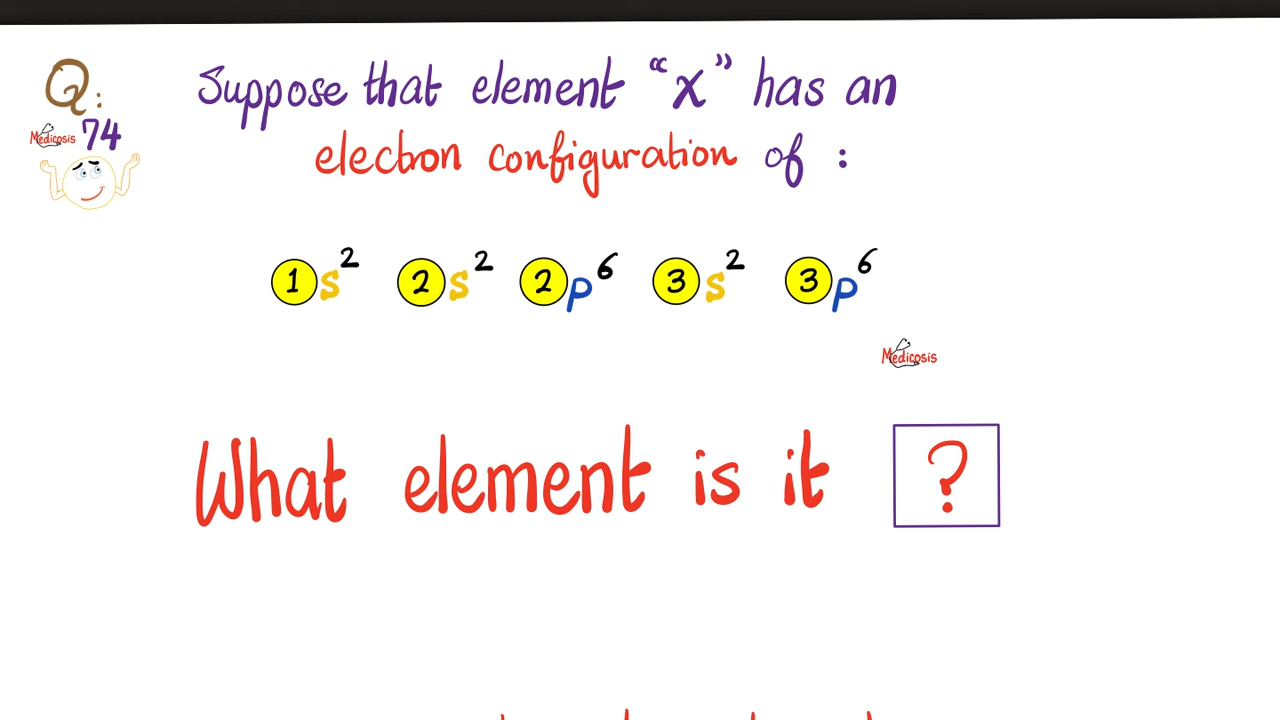 Q:
Medicosis 74
Suppose that element “X” has an
electron configuration of :
1s² 2s² 2p⁶ 3s² 3p⁶
Medicosis
What element is it ?